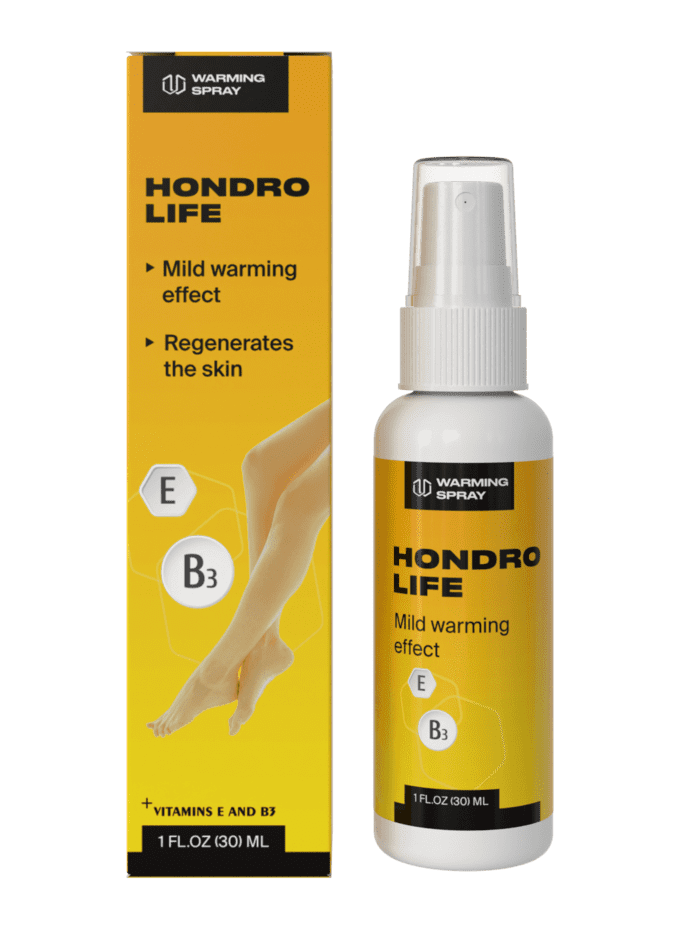 WARMING
SPRAY
HONDRO
LIFE
Mild warming
effect
Regenerates
the skin
E
B3
+VITAMINS E AND B3
1 FL.OZ (30) ML
WARMING
SPRAY
HONDRO
LIFE
Mild warming
effect
E
B3
1 FL.OZ (30) ML